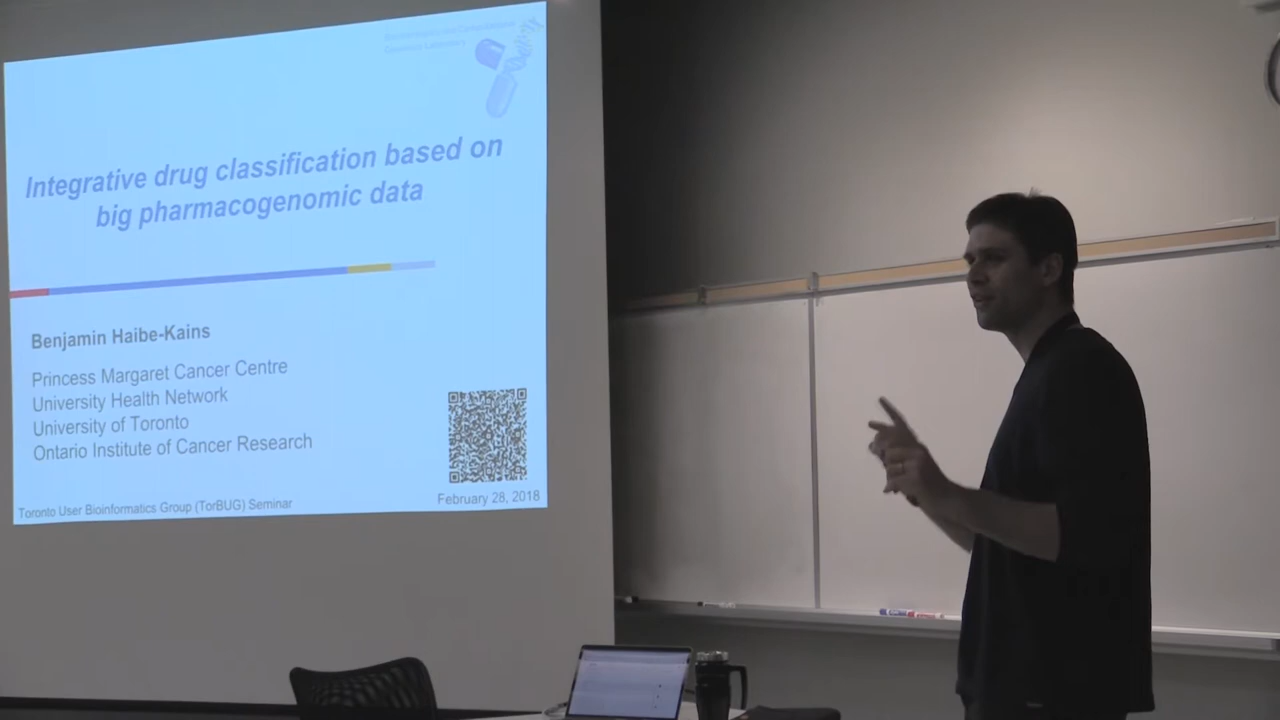 Integrative drug classification based on
big pharmacogenomic data
Benjamin Haibe-Kains
Princess Margaret Cancer Centre
University Health Network
University of Toronto
Ontario Institute of Cancer Research
Toronto User Bioinformatics Group (TorBUG) Seminar
February 28, 2018